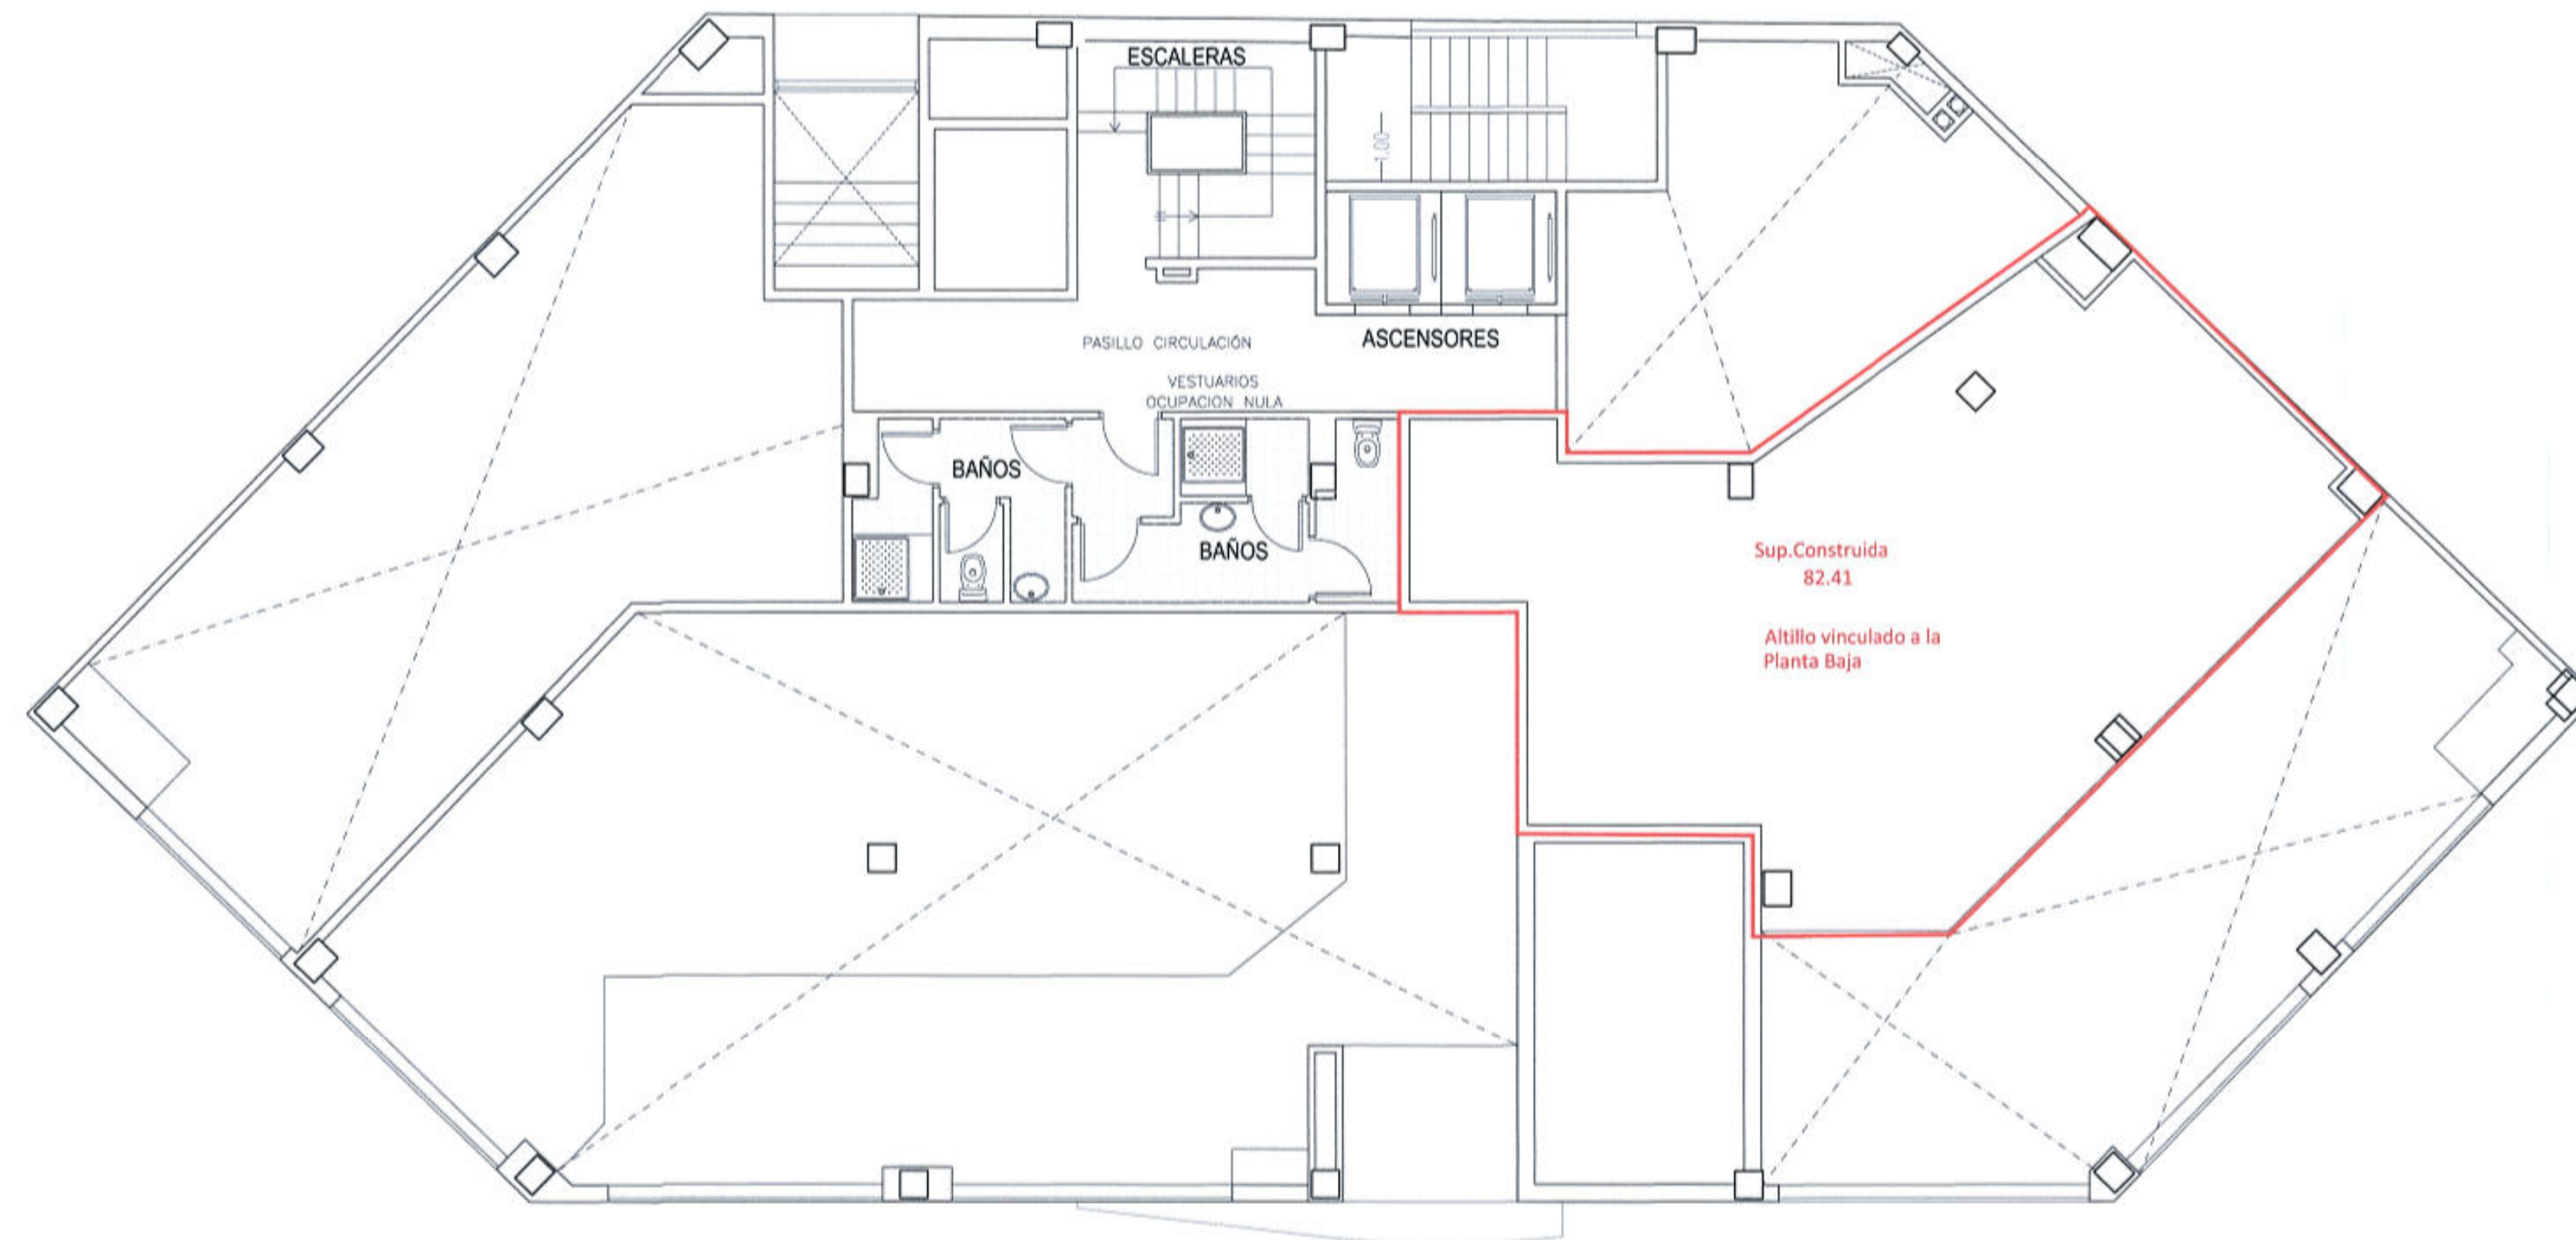 ESCALERAS
1.00
ASCENSORES
PASILLO CIRCULACIÓN
VESTUARIOS
OCUPACION NULA
BAÑOS
BAÑOS
Sup.Construida
82.41
Altillo vinculado a la
Planta Baja